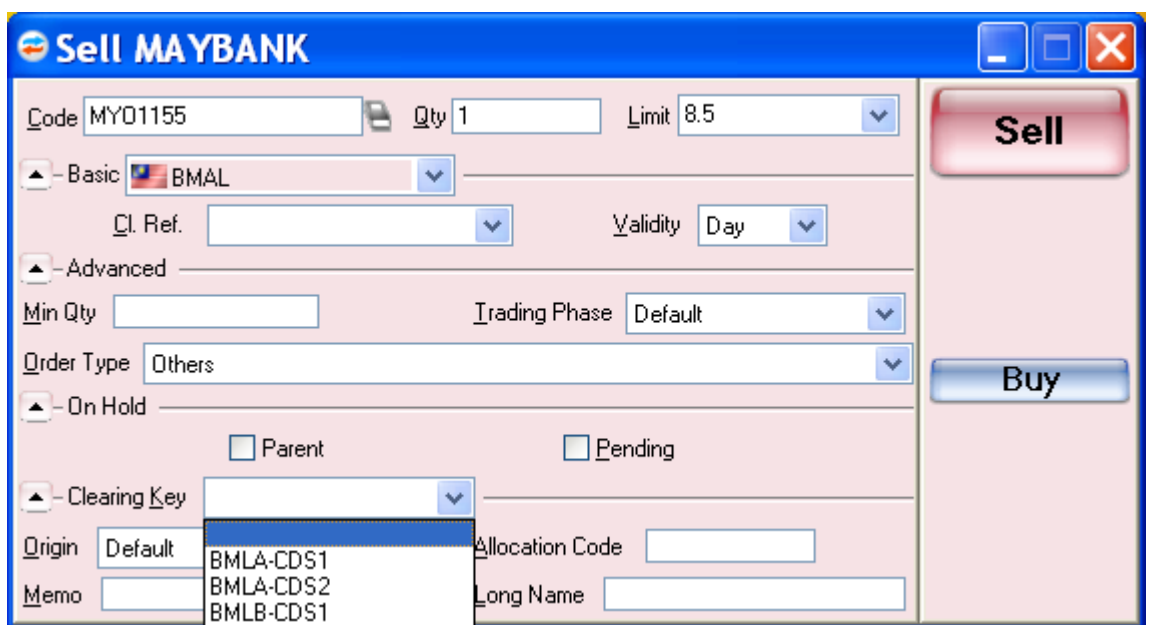 Sell MAYBANK
Code MYO1155 Qty 1 Limit 8.5
Sell
Basic BMAL
Cl. Ref. Validity Day
Advanced
Min Qty Trading Phase Default
Order Type Others
Buy
On Hold
Parent Pending
Clearing Key
Origin Default Allocation Code
BMLA-CDS1
BMLA-CDS2
Memo Long Name
BMLB-CDS1